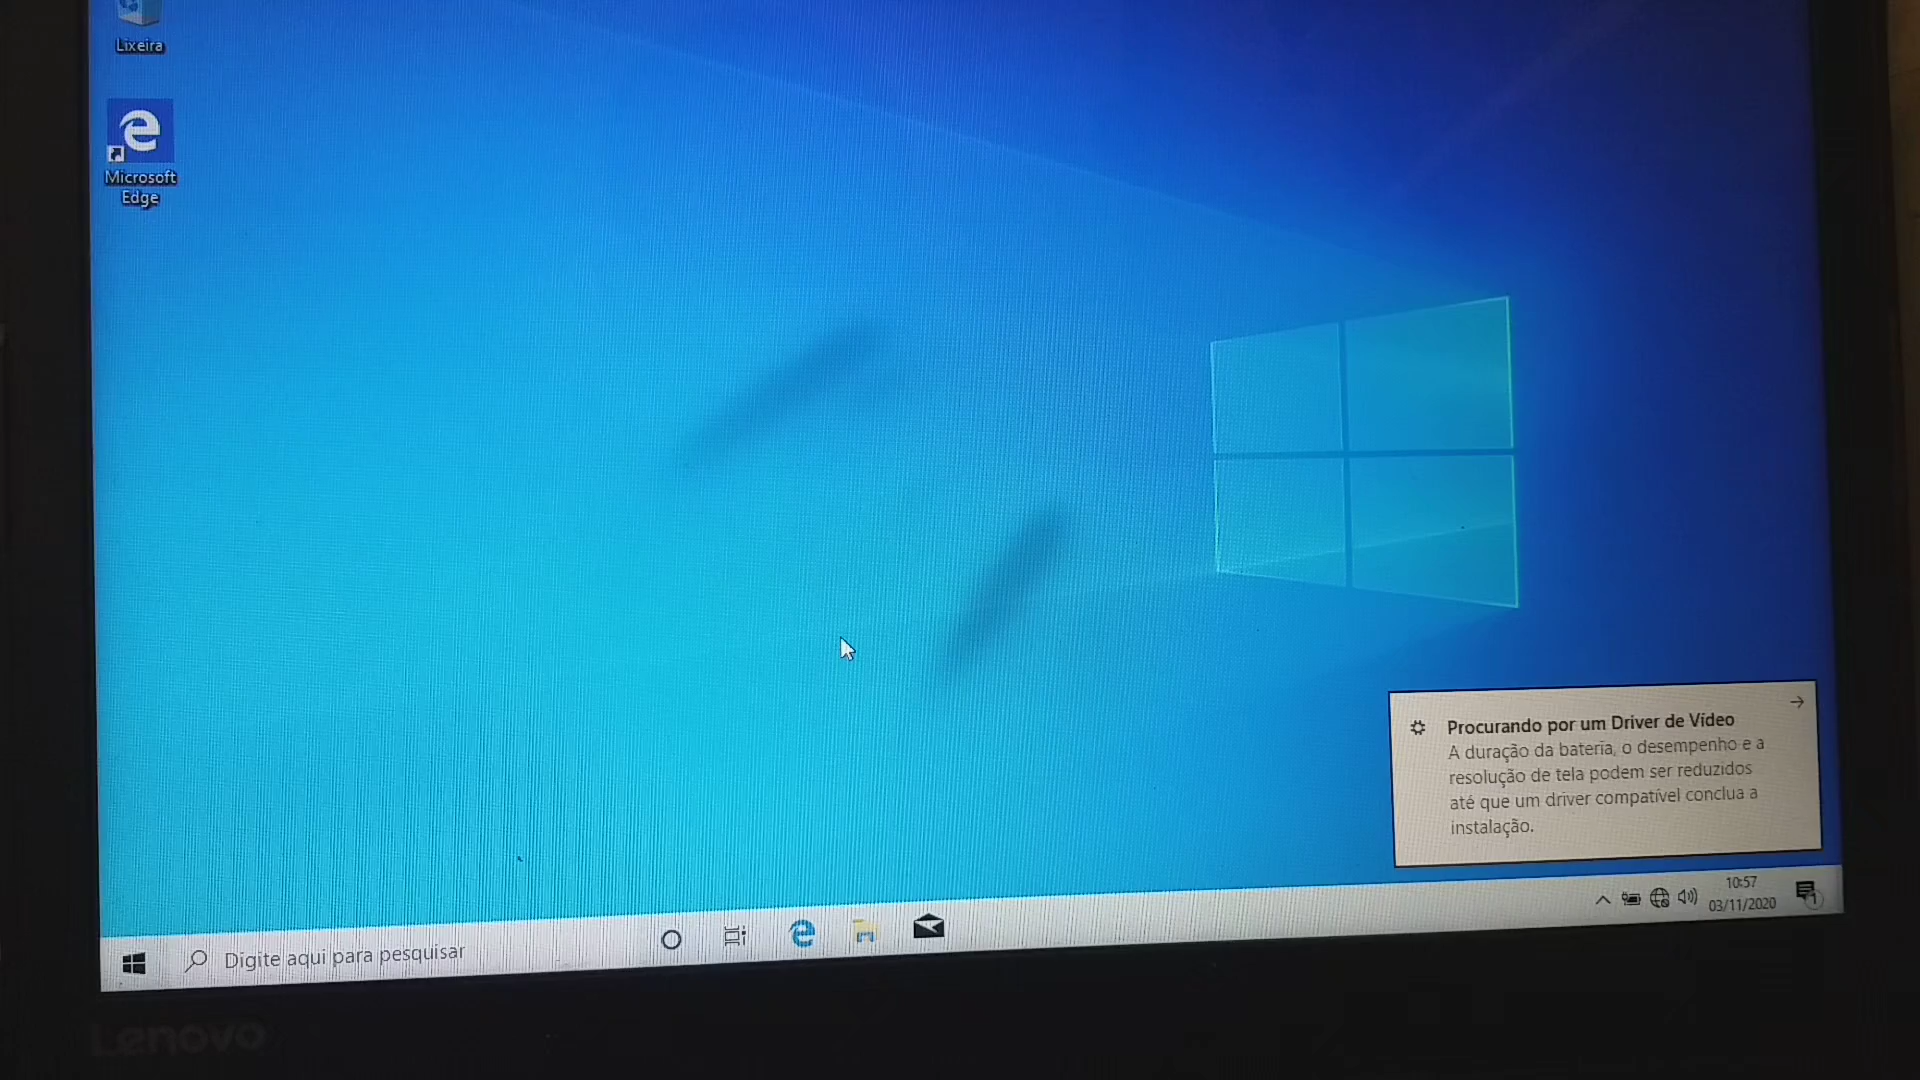 Lixeira
Microsoft
Edge
Procurando por um Driver de Vídeo
A duração da bateria, o desempenho e a
resolução de tela podem ser reduzidos
até que um driver compatível conclua a
instalação.
10:57
03/11/2020
1
Digite aqui para pesquisar
Lenovo